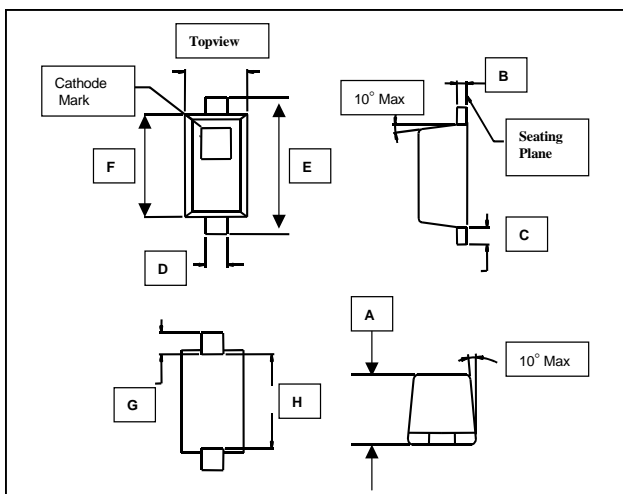 Topview
Cathode
Mark
B
10° Max
Seating
Plane
F
E
C
D
A
10° Max
G
H